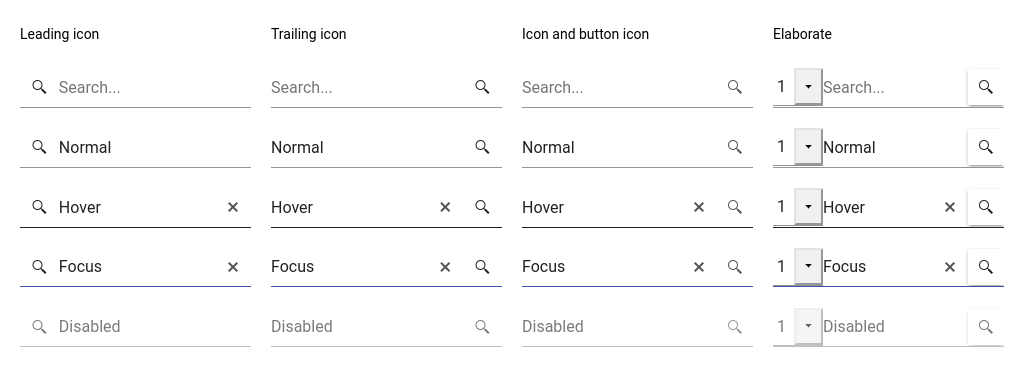 Leading icon Trailing icon Icon and button icon Elaborate
Search... Search... Search... 1 Search...
Normal Normal Normal 1 Normal
Hover Hover Hover 1 Hover
Focus Focus Focus 1 Focus
Disabled Disabled Disabled 1 Disabled